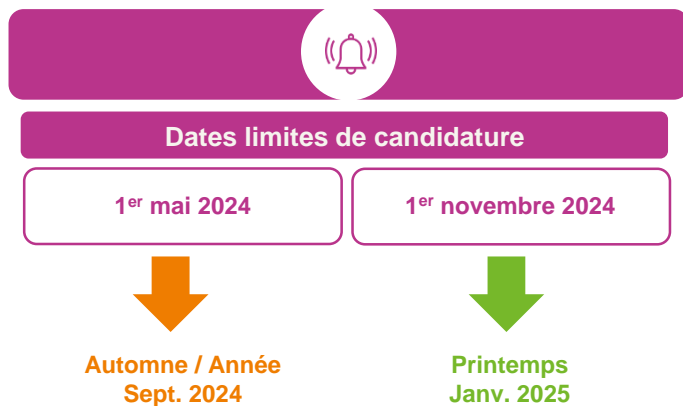 Dates limites de candidature
1er mai 2024
1er novembre 2024
Automne / Année
Sept. 2024
Printemps
Janv. 2025